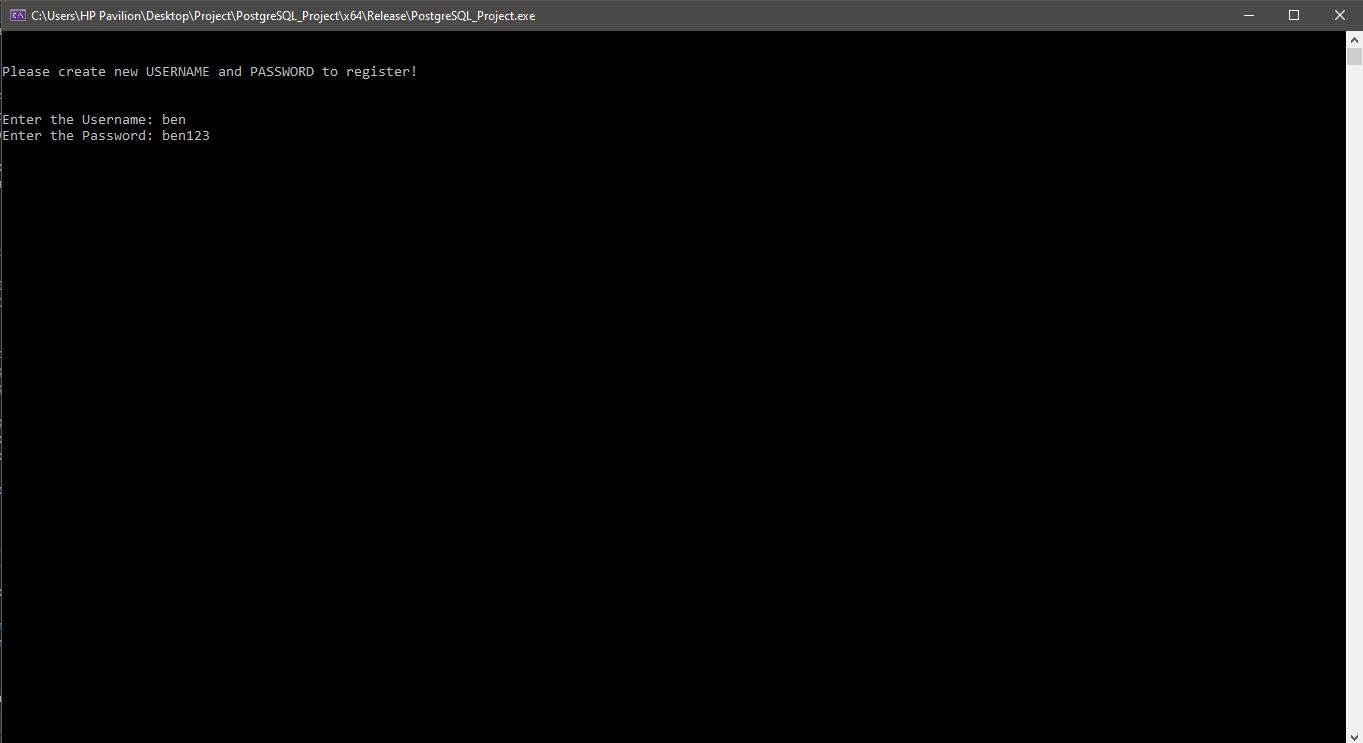 C:\Users\HP Pavilion\Desktop\Project\PostgreSQL_Project\x64\Release\PostgreSQL_Project.exe
Please create new USERNAME and PASSWORD to register!
Enter the Username: ben
Enter the Password: ben123